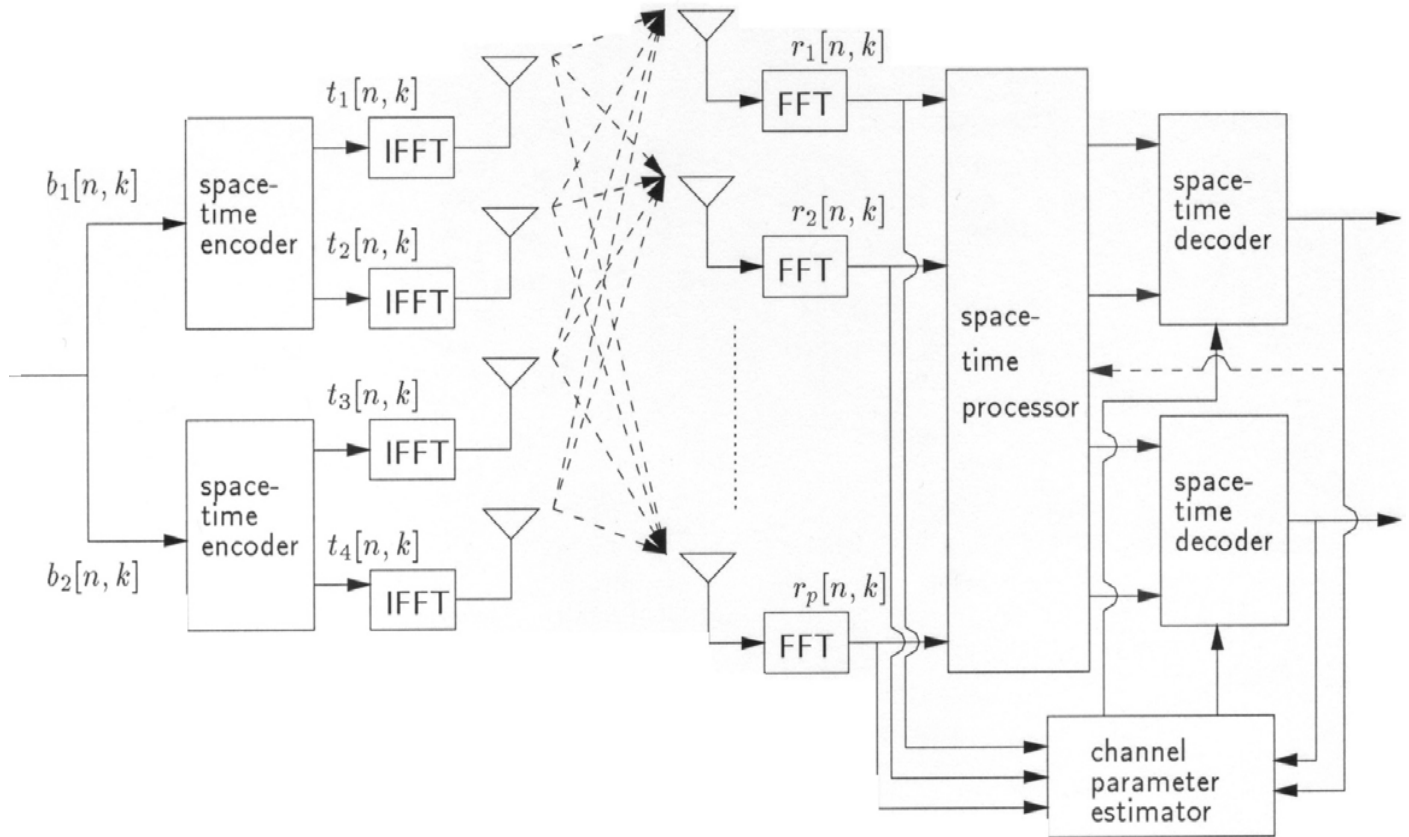 b₁[n, k]
space-
time
encoder
t₁[n, k]
IFFT
t₂[n, k]
IFFT
b₂[n, k]
space-
time
encoder
t₃[n, k]
IFFT
t₄[n, k]
IFFT
r₁[n, k]
FFT
r₂[n, k]
FFT
rₚ[n, k]
FFT
space-
time
processor
space-
time
decoder
space-
time
decoder
channel
parameter
estimator